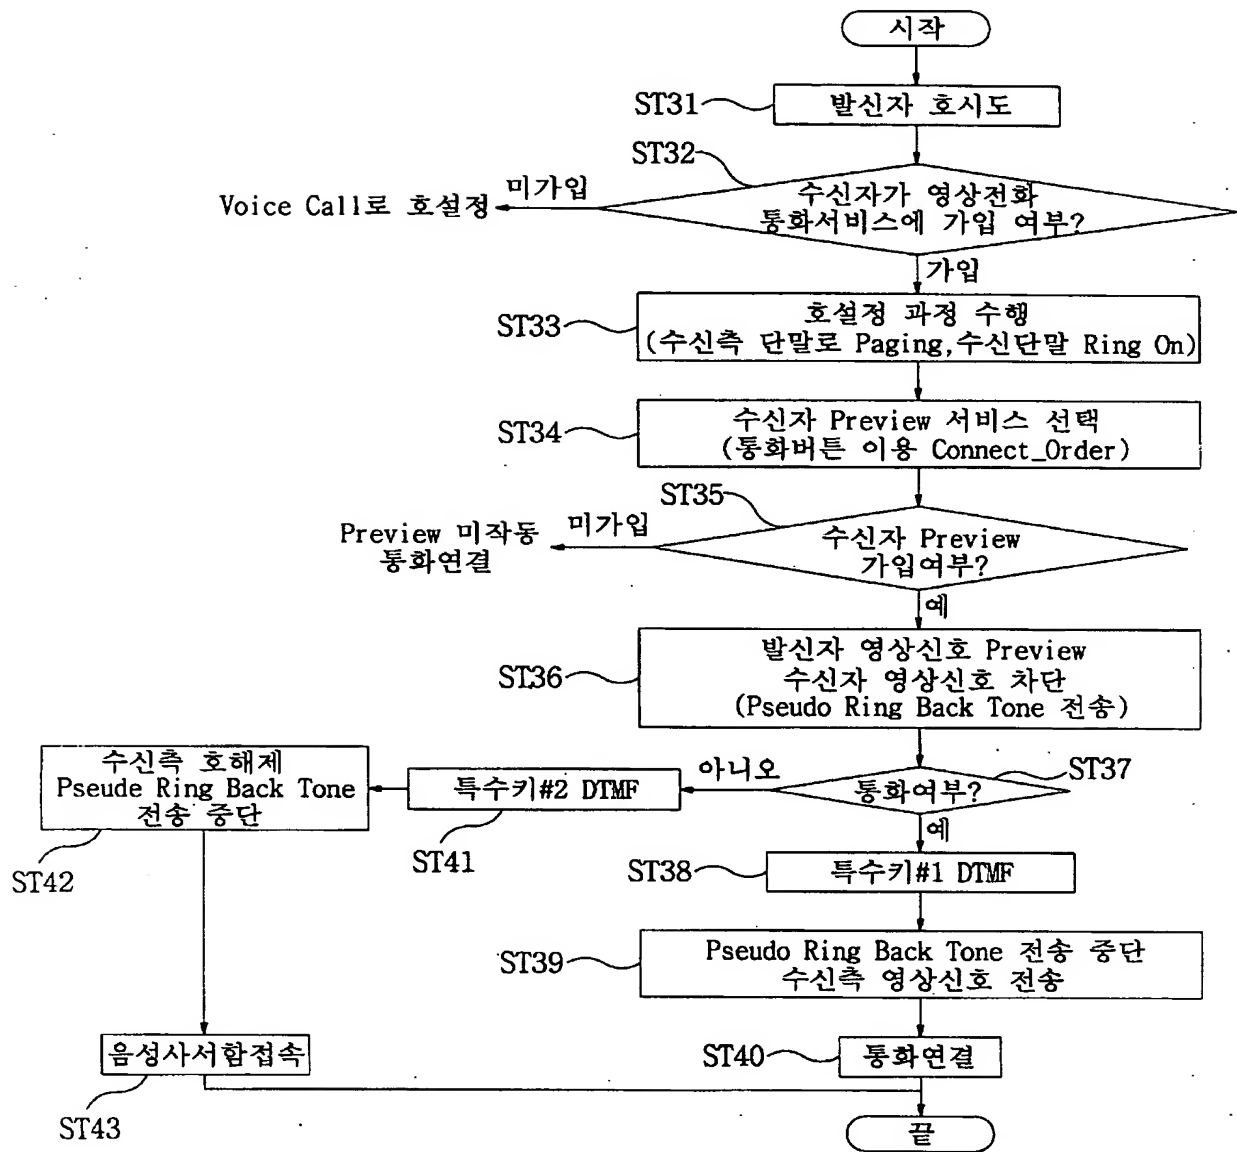 시작
ST31
발신자 호시도
ST32
수신자가 영상전화
통화서비스에 가입 여부?
미가입
Voice Call로 호설정
가입
ST33
호설정 과정 수행
(수신측 단말로 Paging,수신단말 Ring On)
ST34
수신자 Preview 서비스 선택
(통화버튼 이용 Connect_Order)
ST35
수신자 Preview
가입여부?
미가입
Preview 미작동
통화연결
예
ST36
발신자 영상신호 Preview
수신자 영상신호 차단
(Pseudo Ring Back Tone 전송)
ST37
통화여부?
아니오
특수키#2 DTMF
ST41
수신측 호해제
Pseude Ring Back Tone
전송 중단
ST42
예
ST38
특수키#1 DTMF
ST39
Pseudo Ring Back Tone 전송 중단
수신측 영상신호 전송
음성사서함접속
ST43
ST40
통화연결
끝